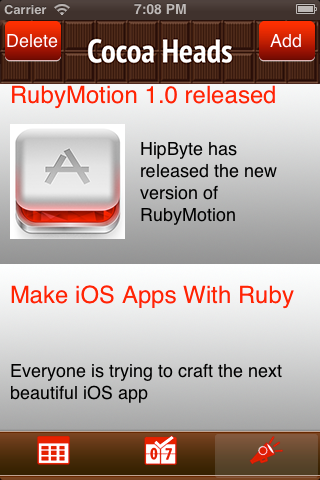 Carrier 7:08 PM
Delete Cocoa Heads Add
RubyMotion 1.0 released
HipByte has
released the new
version of
RubyMotion
Make iOS Apps With Ruby
Everyone is trying to craft the next
beautiful iOS app
07